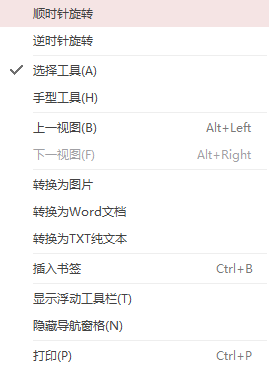 顺时针旋转
逆时针旋转
选择工具(A)
手型工具(H)
上一视图(B) Alt+Left
下一视图(F) Alt+Right
转换为图片
转换为Word文档
转换为TXT纯文本
插入书签 Ctrl+B
显示浮动工具栏(T)
隐藏导航窗格(N)
打印(P) Ctrl+P